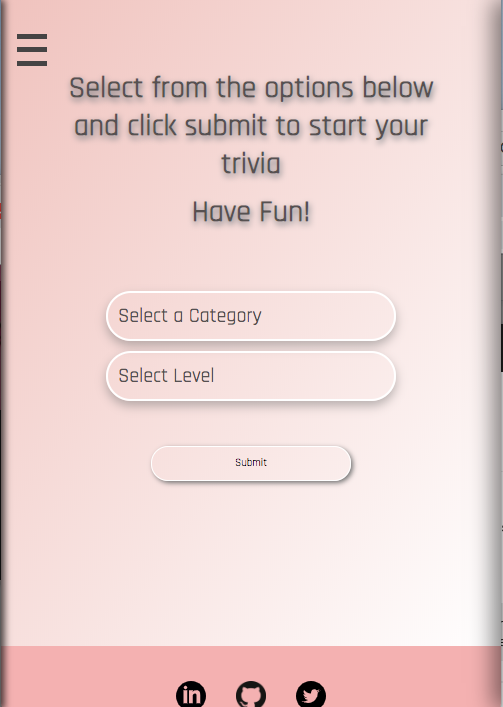 Select from the options below
and click submit to start your
trivia
Have Fun!
Select a Category
Select Level
Submit
in